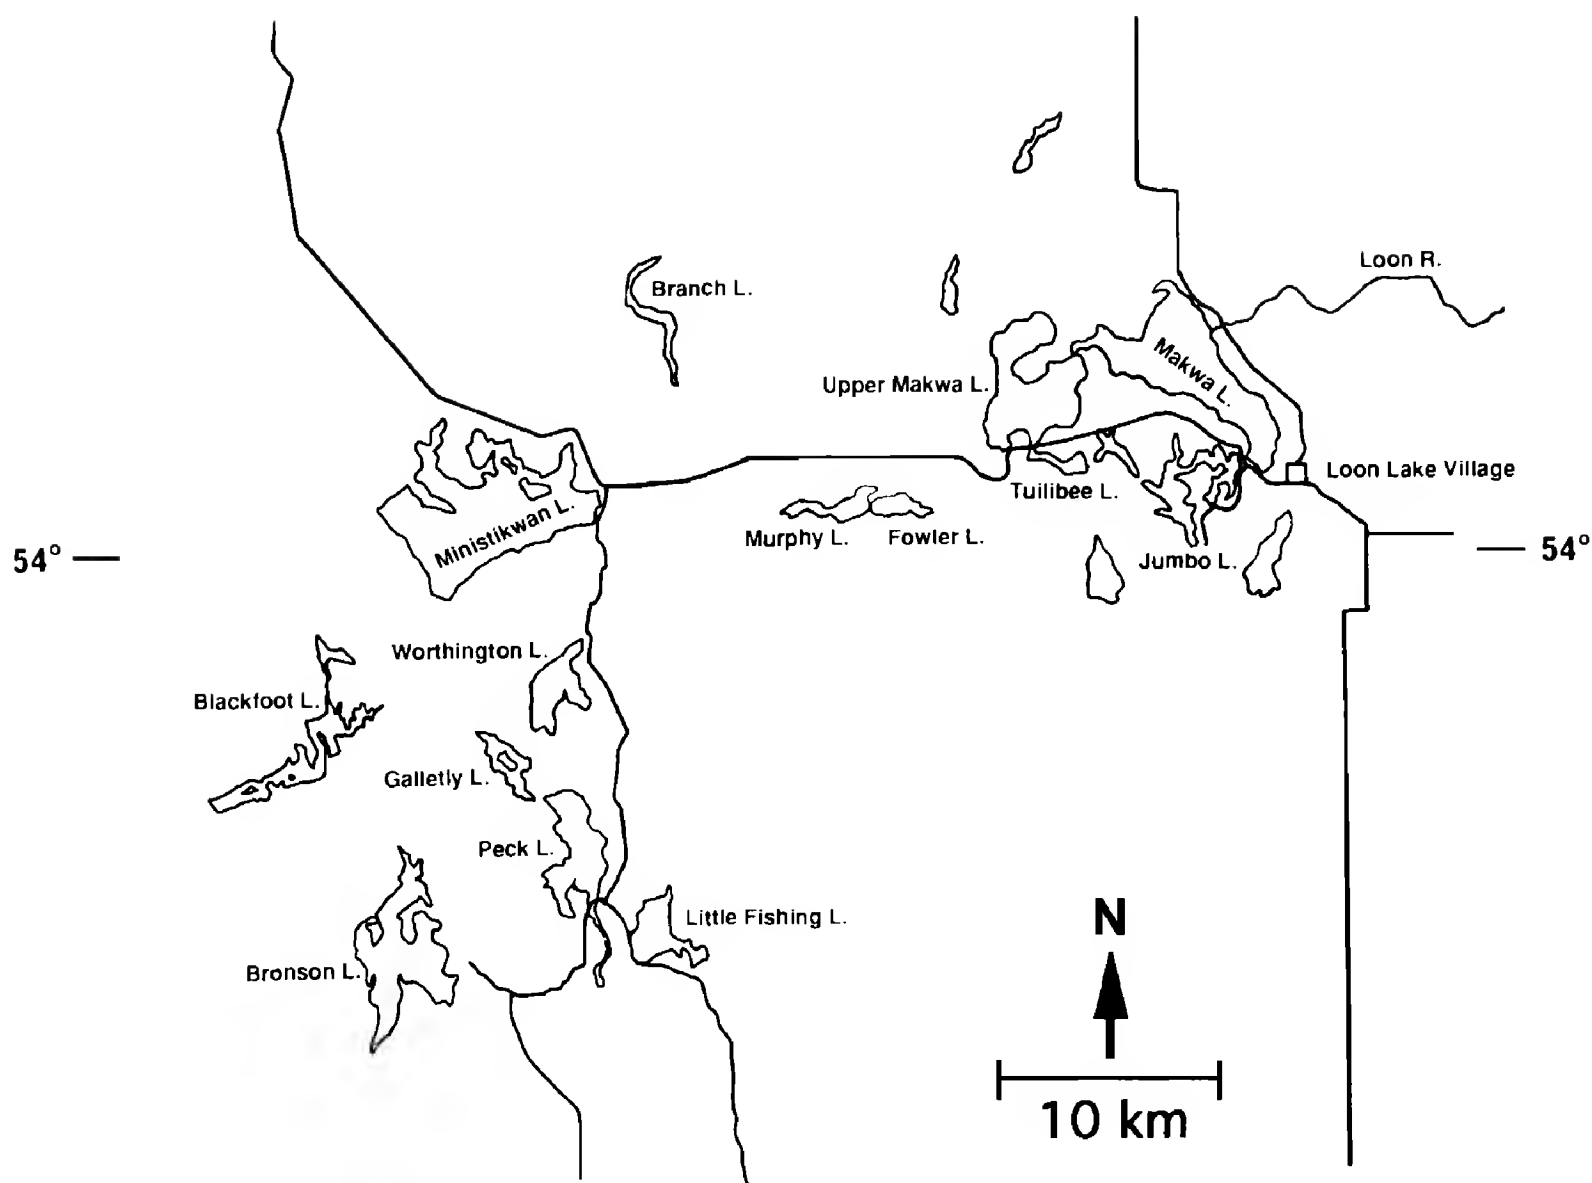 Loon R.
Branch L.
Makwa L.
Upper Makwa L.
Loon Lake Village
Tuilibee L.
Ministikwan L.
Murphy L.
Fowler L.
54°
54°
Jumbo L.
Worthington L.
Blackfoot L.
Galletly L.
Peck L.
Little Fishing L.
N
Bronson L.
10 km